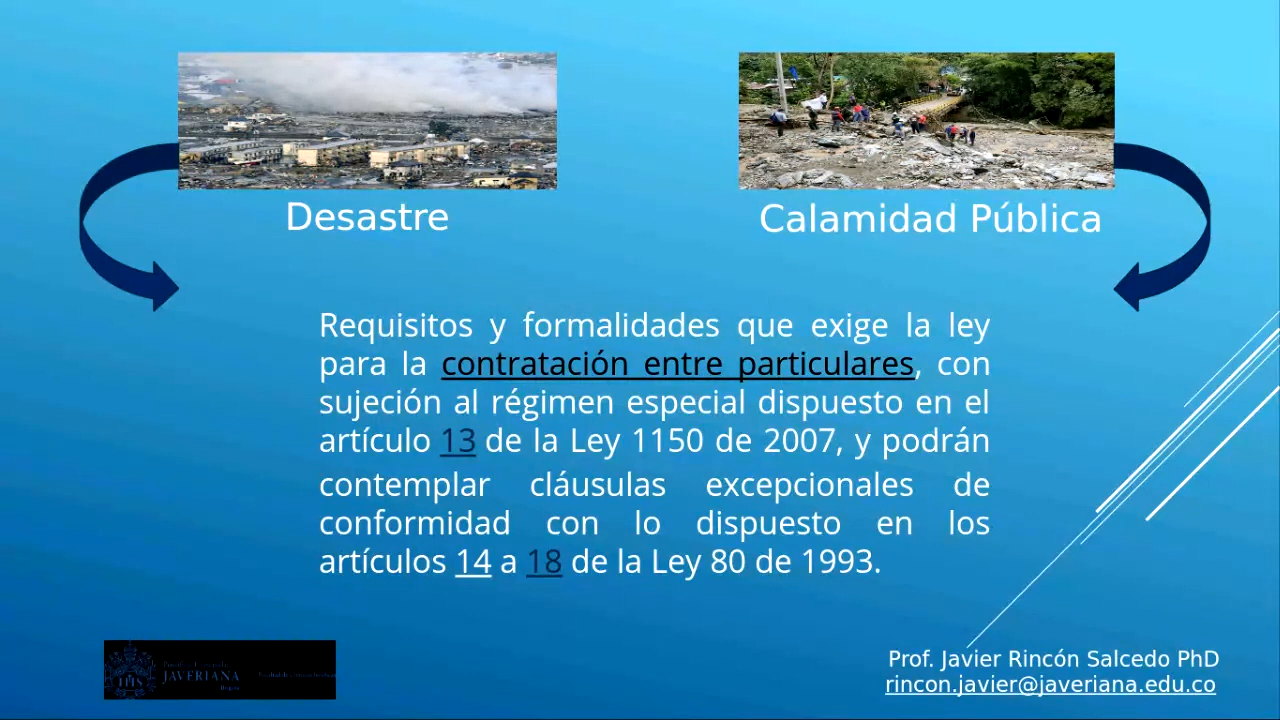 Desastre
Calamidad Pública
Requisitos y formalidades que exige la ley
para la contratación entre particulares, con
sujeción al régimen especial dispuesto en el
artículo 13 de la Ley 1150 de 2007, y podrán
contemplar cláusulas excepcionales de
conformidad con lo dispuesto en los
artículos 14 a 18 de la Ley 80 de 1993.
JAVERIANA
Prof. Javier Rincón Salcedo PhD
rincon.javier@javeriana.edu.co